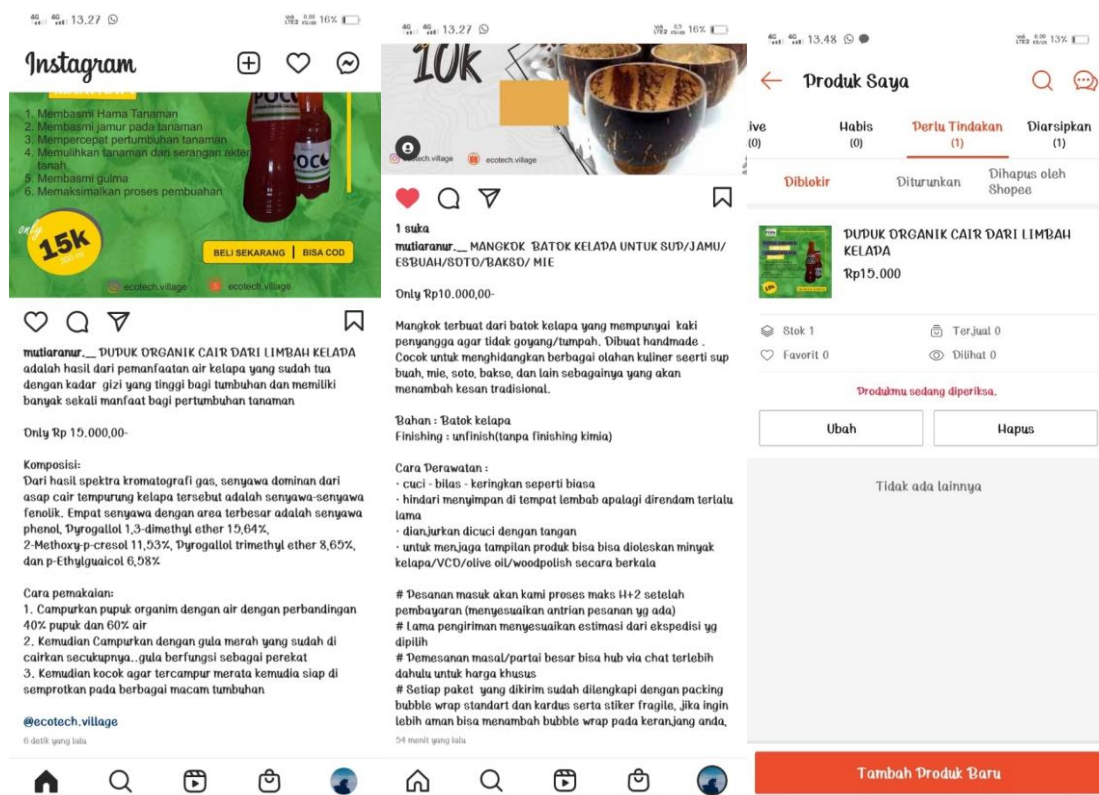 13.27
16%
Instagram
1. Membasmi Hama Tanaman
2. Membasmi jamur pada tanaman
3. Mempercepat pertumbuhan tanaman
4. Memulihkan tanaman dari serangan akter
tanah
5. Membasmi gulma
6. Memaksimalkan proses pembuahan
POCC
only
15k
BELI SEKARANG | BISA COD
ecotech.village
ecotech.village
mutiaranur.__ PUPUK ORGANIK CAIR DARI LIMBAH KELAPA
adalah hasil dari pemanfaatan air kelapa yang sudah tua
dengan kadar gizi yang tinggi bagi tumbuhan dan memiliki
banyak sekali manfaat bagi pertumbuhan tanaman
Only Rp 15.000,00-
Komposisi:
Dari hasil spektra kromatografi gas, senyawa dominan dari
asap cair tempurung kelapa tersebut adalah senyawa-senyawa
fenolik. Empat senyawa dengan area terbesar adalah senyawa
phenol, Pyrogallol 1,3-dimethyl ether 15,64%,
2-Methoxy-p-cresol 11,53%, Pyrogallol trimethyl ether 8,65%,
dan p-Ethylguaicol 6,58%
Cara pemakaian:
1. Campurkan pupuk organim dengan air dengan perbandingan
40% pupuk dan 60% air
2. Kemudian Campurkan dengan gula merah yang sudah di
cairkan secukupnya..gula berfungsi sebagai perekat
3. Kemudian kocok agar tercampur merata kemudia siap di
semprotkan pada berbagai macam tumbuhan
@ecotech.village
6 detik yang lalu
13.27
16%
10K
ecotech.village
ecotech.village
1 suka
mutiaranur.__ MANGKOK BATOK KELAPA UNTUK SUP/JAMU/
ESBUAH/SOTO/BAKSO/ MIE
Only Rp10.000,00-
Mangkok terbuat dari batok kelapa yang mempunyai kaki
penyangga agar tidak goyang/tumpah. Dibuat handmade .
Cocok untuk menghidangkan berbagai olahan kuliner seerti sup
buah, mie, soto, bakso, dan lain sebagainya yang akan
menambah kesan tradisional.
Bahan : Batok kelapa
Finishing : unfinish(tanpa finishing kimia)
Cara Perawatan :
· cuci - bilas - keringkan seperti biasa
· hindari menyimpan di tempat lembab apalagi direndam terlalu
lama
· dianjurkan dicuci dengan tangan
· untuk menjaga tampilan produk bisa bisa dioleskan minyak
kelapa/VCO/olive oil/woodpolish secara berkala
# Pesanan masuk akan kami proses maks H+2 setelah
pembayaran (menyesuaikan antrian pesanan yg ada)
# Lama pengiriman menyesuaikan estimasi dari ekspedisi yg
dipilih
# Pemesanan masal/partai besar bisa hub via chat terlebih
dahulu untuk harga khusus
# Setiap paket yang dikirim sudah dilengkapi dengan packing
bubble wrap standart dan kardus serta stiker fragile, jika ingin
lebih aman bisa menambah bubble wrap pada keranjang anda,
54 menit yang lalu
13.48
13%
Produk Saya
ive
(0)
Habis
(0)
Perlu Tindakan
(1)
Diarsipkan
(1)
Diblokir
Diturunkan
Dihapus oleh
Shopee
PUPUK ORGANIK CAIR DARI LIMBAH
KELAPA
Rp15.000
Stok 1
Terjual 0
Favorit 0
Dilihat 0
Produkmu sedang diperiksa.
Ubah
Hapus
Tidak ada lainnya
Tambah Produk Baru